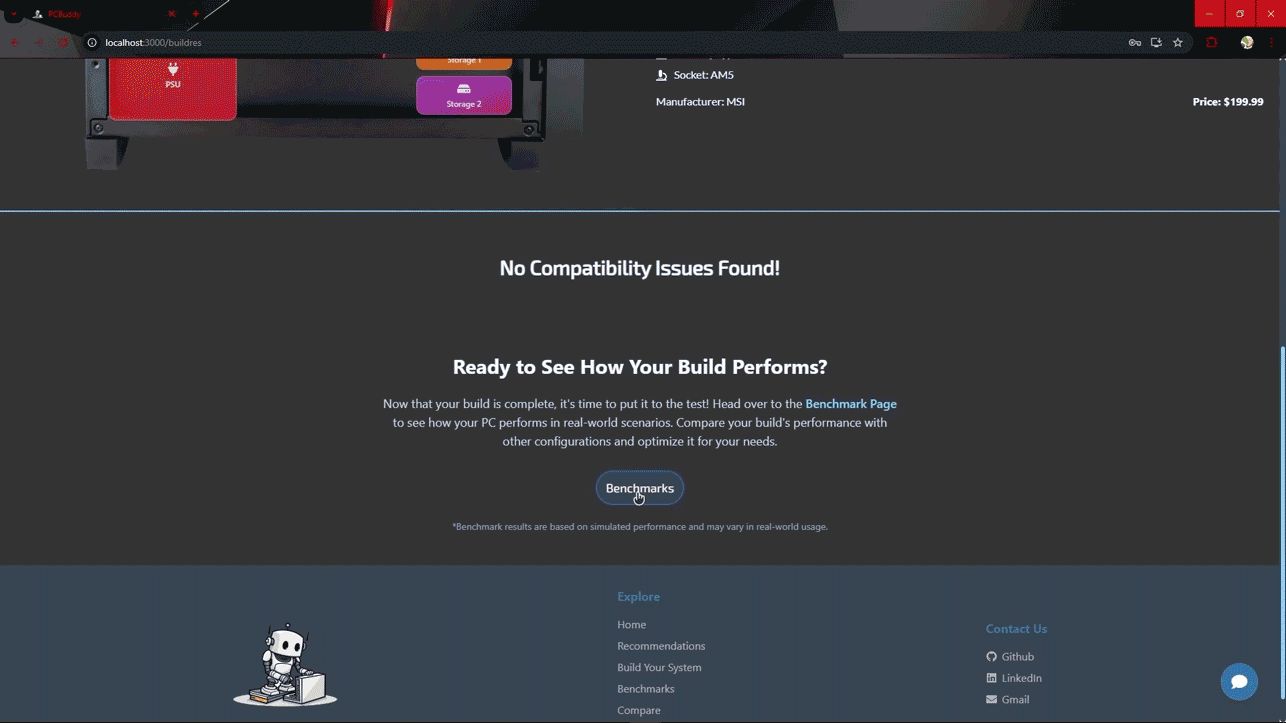 PCBuddy
localhost:3000/buildres
PSU
Storage 1
Storage 2
Socket: AM5
Manufacturer: MSI
Price: $199.99
No Compatibility Issues Found!
Ready to See How Your Build Performs?
Now that your build is complete, it's time to put it to the test! Head over to the Benchmark Page
to see how your PC performs in real-world scenarios. Compare your build's performance with
other configurations and optimize it for your needs.
Benchmarks
*Benchmark results are based on simulated performance and may vary in real-world usage.
Explore
Home
Recommendations
Build Your System
Benchmarks
Compare
Contact Us
Github
LinkedIn
Gmail